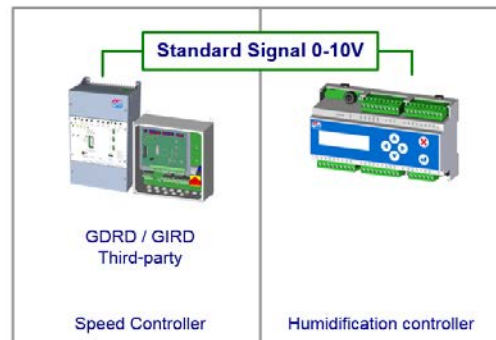 Standard Signal 0-10V
GDRD / GIRD
Third-party
Speed Controller
Humidification controller